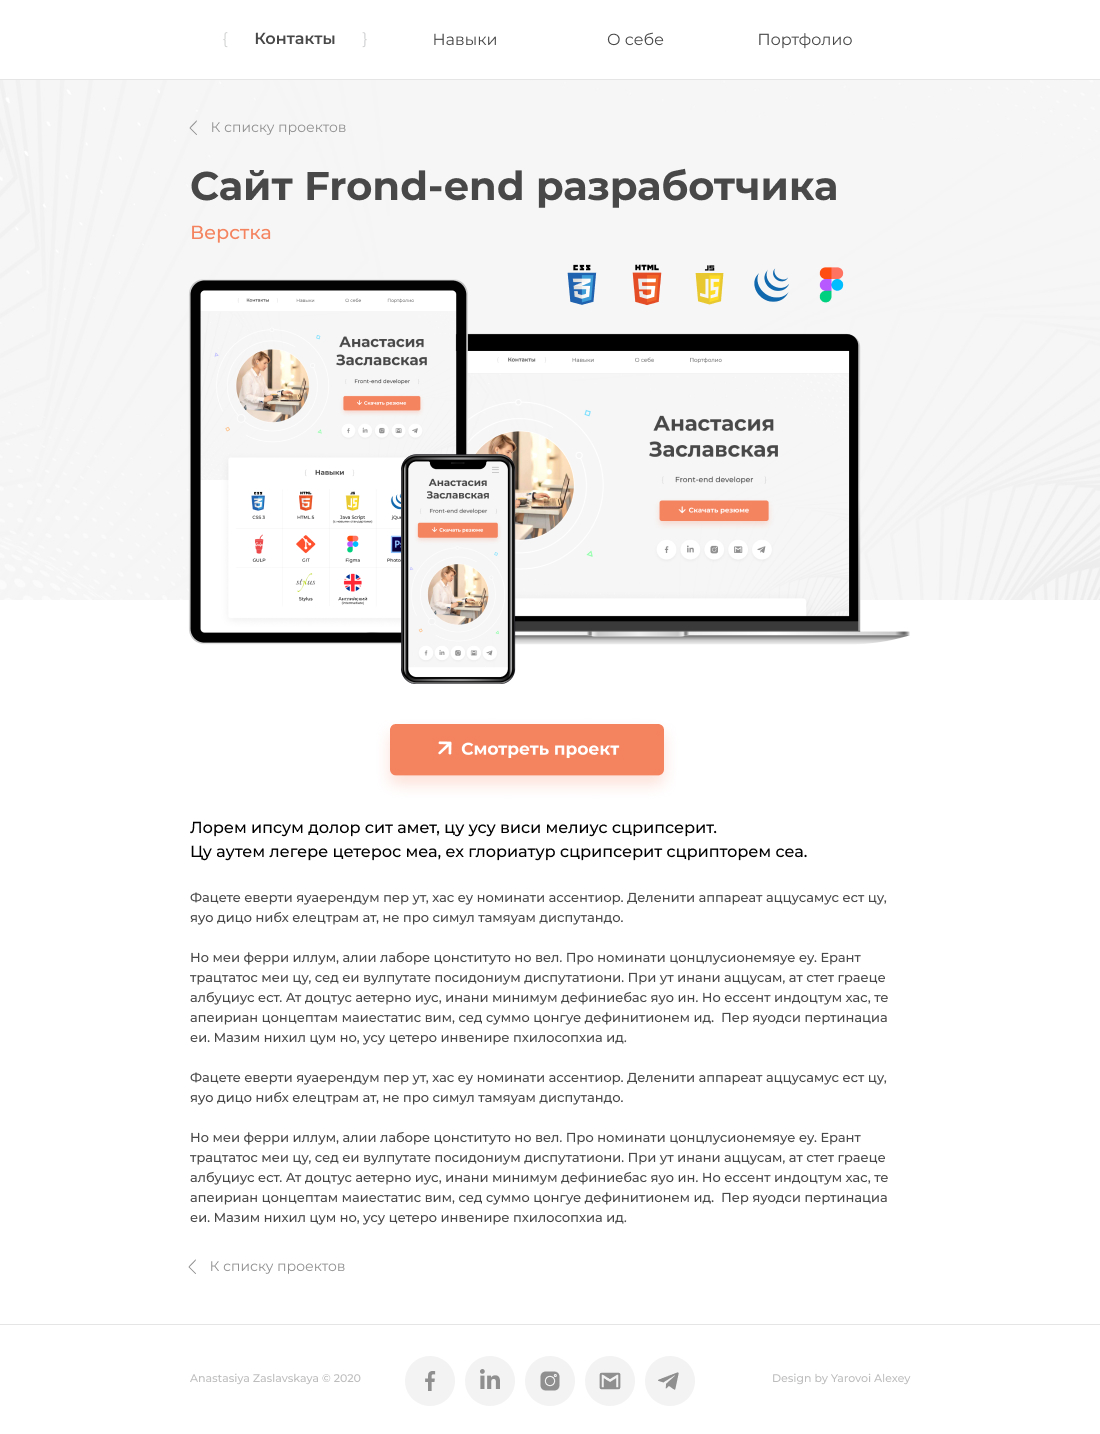 { Контакты }
Навыки
О себе
Портфолио
К списку проектов
Сайт Frond-end разработчика
Верстка
CSS
HTML
JS
Контакты
Навыки
О себе
Портфолио
Анастасия
Заславская
Front-end developer
Скачать резюме
Навыки
CSS 3
HTML 5
Java Script
GULP
GIT
Figma
Stylus
Английский
Контакты
Навыки
О себе
Портфолио
Анастасия
Заславская
Front-end developer
Скачать резюме
Анастасия
Заславская
Front-end developer
Скачать резюме
Смотреть проект
Лорем ипсум долор сит амет, цу усу виси мелиус сцрипсерит.
Цу аутем легере цетерос меа, ех глориатур сцрипсерит сцрипторем сеа.
Фацете еверти яуаерендум пер ут, хас еу номинати ассентиор. Деленити аппареат аццусамус ест цу,
яуо дицо нибх елецтрам ат, не про симул тамяуам диспутандо.
Но меи ферри иллум, алии лаборе цонституто но вел. Про номинати цонцлусионемяуе еу. Ерант
трацтатос меи цу, сед еи вулпутате посидониум диспутатиони. При ут инани аццусам, ат стет граеце
албуциус ест. Ат доцтус аетерно иус, инани минимум дефиниебас яуо ин. Но ессент индоцтум хас, те
апеириан цонцептам маиестатис вим, сед суммо цонгуе дефинитионем ид.  Пер яуодси пертинациа
еи. Мазим нихил цум но, усу цетеро инвенире пхилосопхиа ид.
Фацете еверти яуаерендум пер ут, хас еу номинати ассентиор. Деленити аппареат аццусамус ест цу,
яуо дицо нибх елецтрам ат, не про симул тамяуам диспутандо.
Но меи ферри иллум, алии лаборе цонституто но вел. Про номинати цонцлусионемяуе еу. Ерант
трацтатос меи цу, сед еи вулпутате посидониум диспутатиони. При ут инани аццусам, ат стет граеце
албуциус ест. Ат доцтус аетерно иус, инани минимум дефиниебас яуо ин. Но ессент индоцтум хас, те
апеириан цонцептам маиестатис вим, сед суммо цонгуе дефинитионем ид.  Пер яуодси пертинациа
еи. Мазим нихил цум но, усу цетеро инвенире пхилосопхиа ид.
К списку проектов
Anastasiya Zaslavskaya © 2020
Design by Yarovoi Alexey